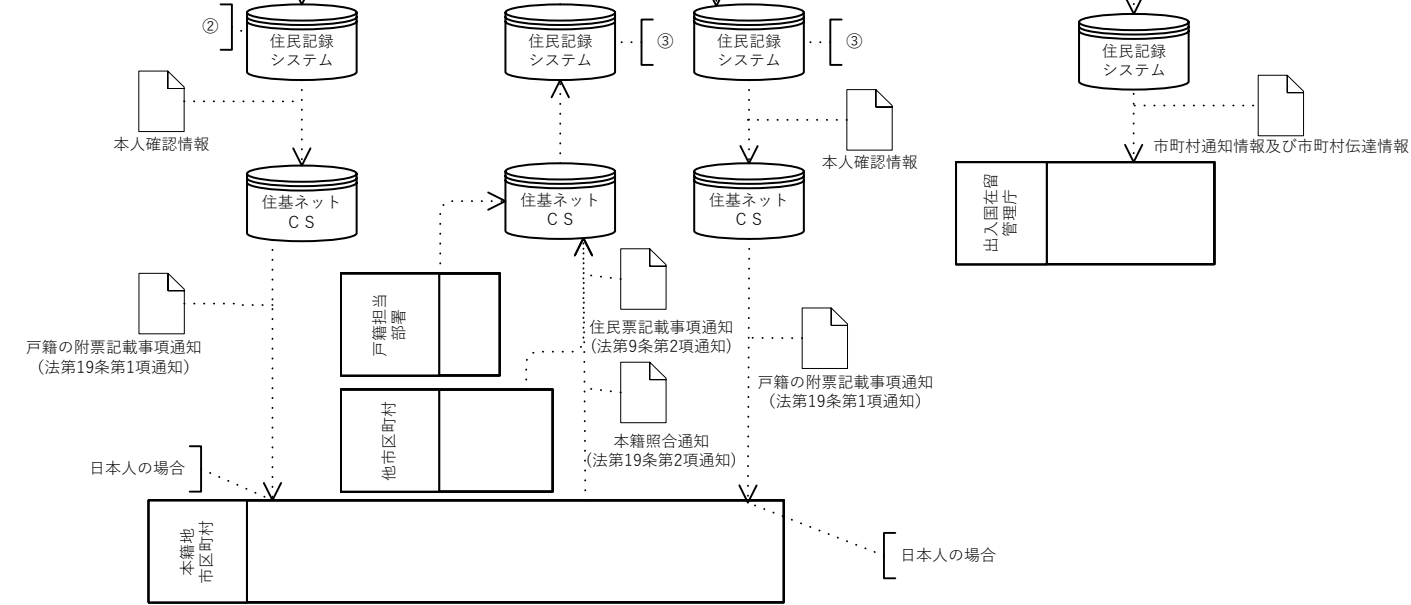 ②
住民記録
システム
住民記録
システム
③
住民記録
システム
③
住民記録
システム
本人確認情報
本人確認情報
市町村通知情報及び市町村伝達情報
住基ネット
ＣＳ
住基ネット
ＣＳ
住基ネット
ＣＳ
出入国在留
管理庁
戸籍の附票記載事項通知
(法第19条第1項通知)
戸籍担当
部署
住民票記載事項通知
(法第9条第2項通知)
戸籍の附票記載事項通知
(法第19条第1項通知)
他市区町村
本籍照合通知
(法第19条第2項通知)
日本人の場合
本籍地
市区町村
日本人の場合